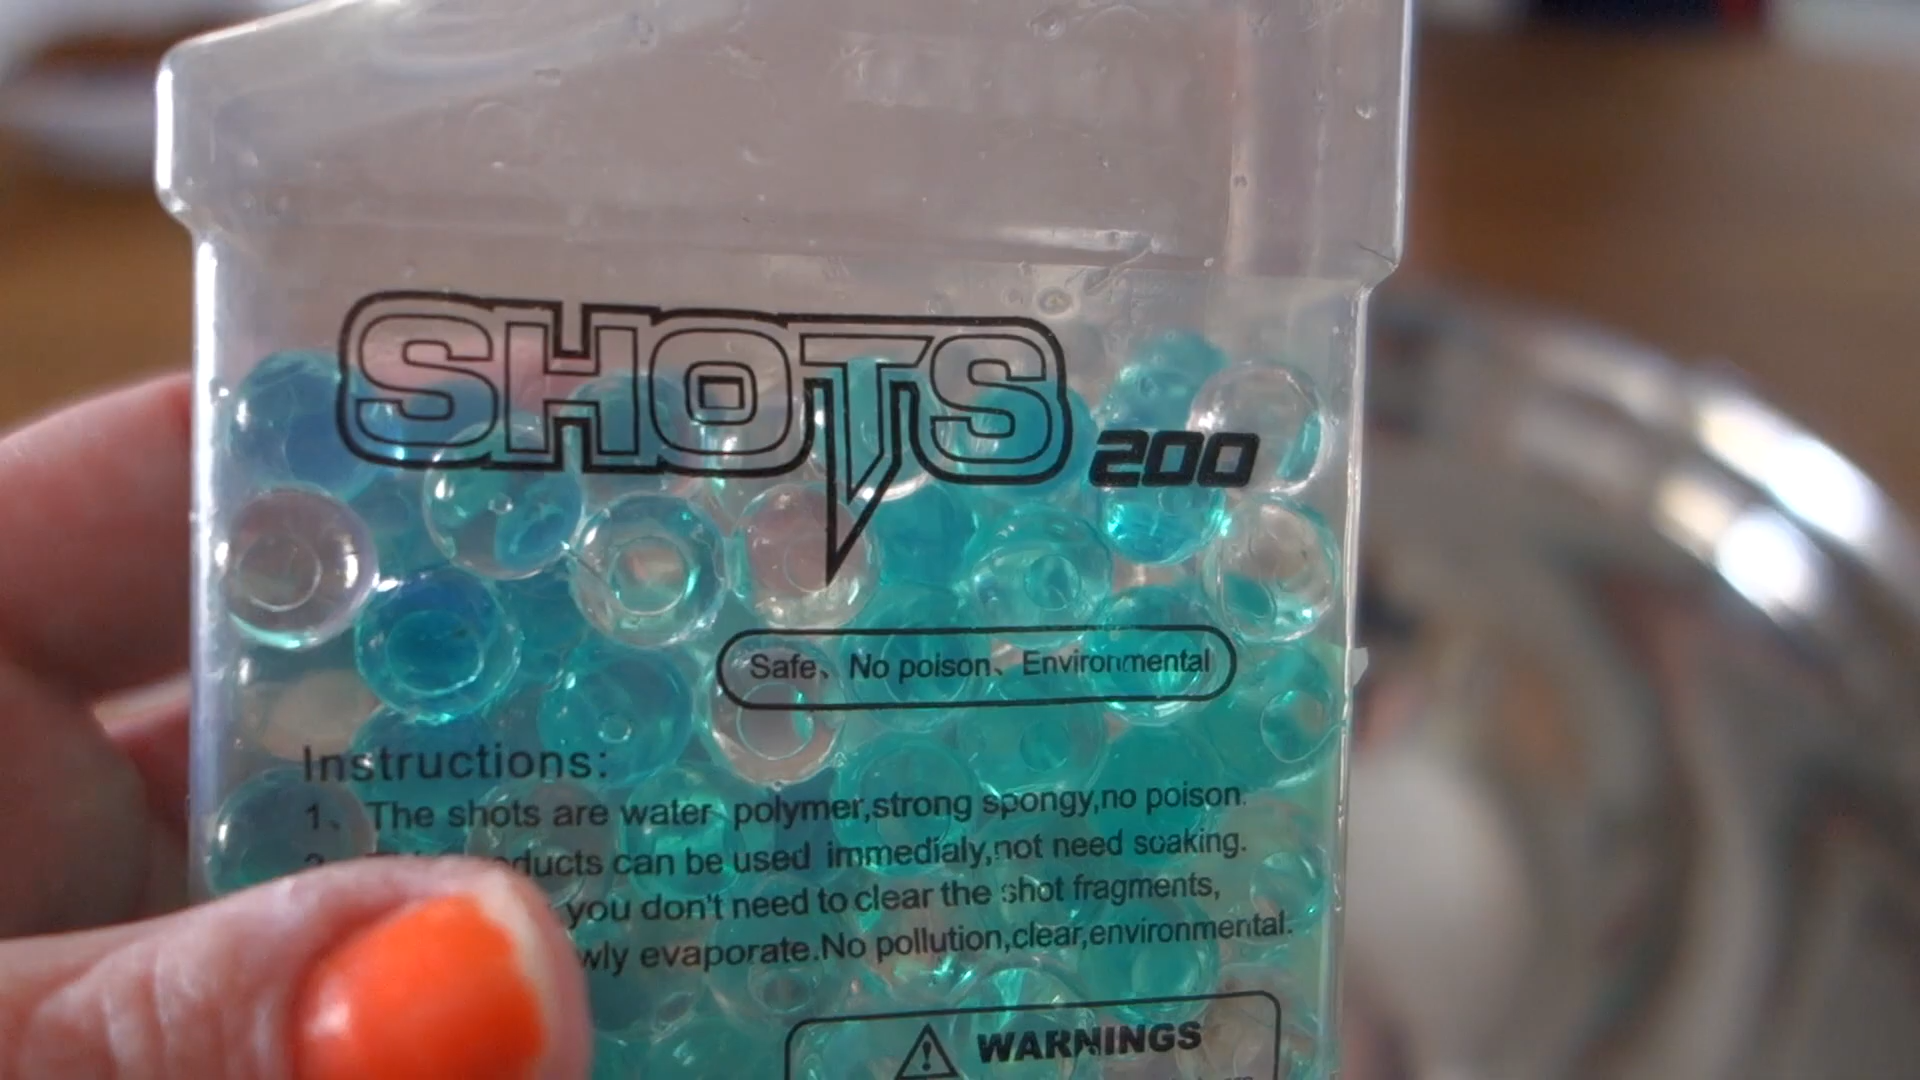 SHOTS 200
Safe、No poison、Environmental
Instructions:
1、The shots are water polymer,strong spongy,no poison.
ducts can be used immedialy,not need soaking.
you don't need to clear the shot fragments,
wly evaporate.No pollution,clear,environmental.
WARNINGS